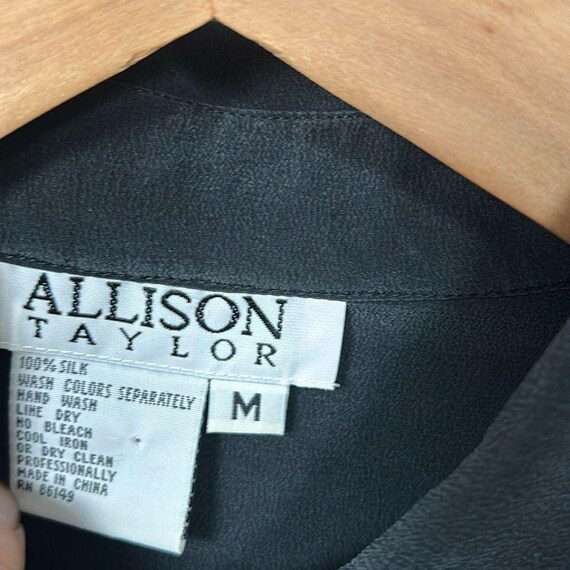 ALLISON
TAYLOR
100% SILK
WASH COLORS SEPARATELY
HAND WASH
LINE DRY
NO BLEACH
COOL IRON
OR DRY CLEAN
PROFESSIONALLY
MADE IN CHINA
RN 86149
M